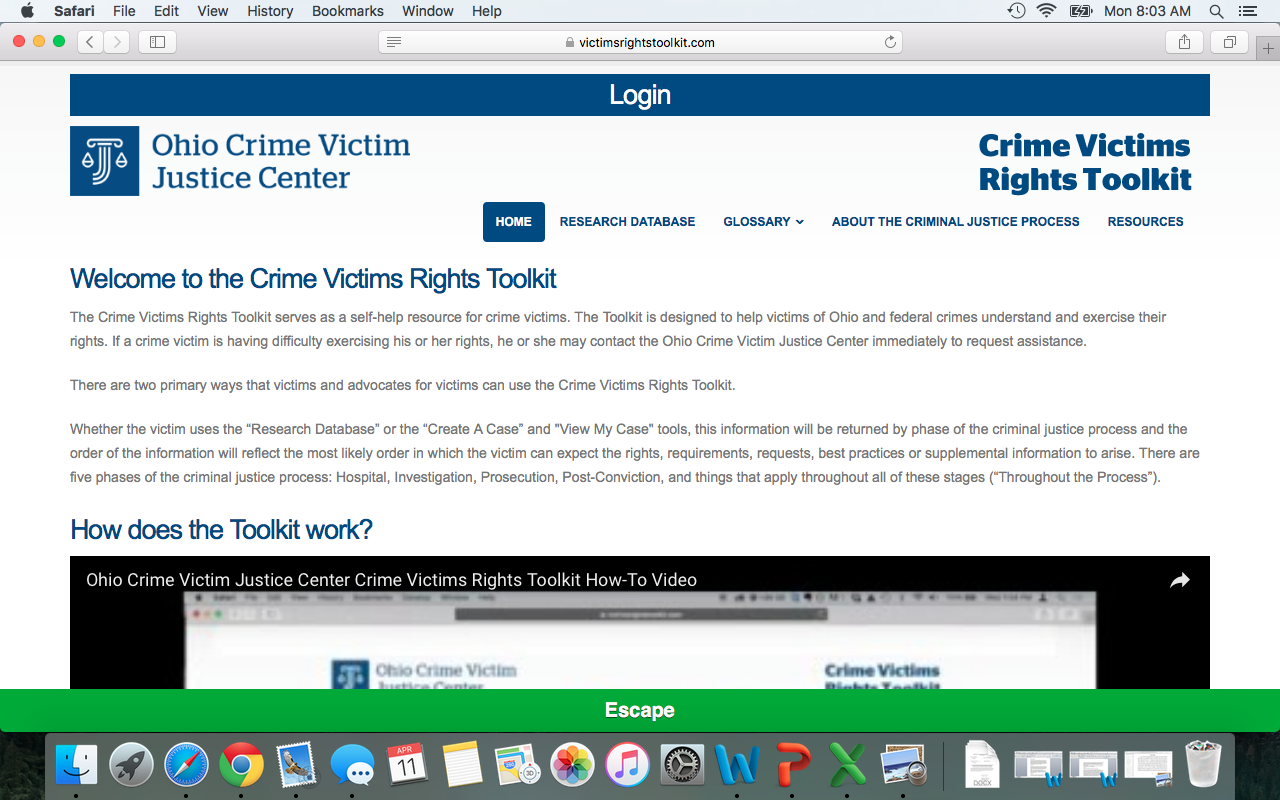 Safari File Edit View History Bookmarks Window Help Mon 8:03 AM
victimsrightstoolkit.com
Login
Ohio Crime Victim
Justice Center
Crime Victims
Rights Toolkit
HOME RESEARCH DATABASE GLOSSARY ABOUT THE CRIMINAL JUSTICE PROCESS RESOURCES
Welcome to the Crime Victims Rights Toolkit
The Crime Victims Rights Toolkit serves as a self-help resource for crime victims. The Toolkit is designed to help victims of Ohio and federal crimes understand and exercise their
rights. If a crime victim is having difficulty exercising his or her rights, he or she may contact the Ohio Crime Victim Justice Center immediately to request assistance.
There are two primary ways that victims and advocates for victims can use the Crime Victims Rights Toolkit.
Whether the victim uses the “Research Database” or the “Create A Case” and "View My Case" tools, this information will be returned by phase of the criminal justice process and the
order of the information will reflect the most likely order in which the victim can expect the rights, requirements, requests, best practices or supplemental information to arise. There are
five phases of the criminal justice process: Hospital, Investigation, Prosecution, Post-Conviction, and things that apply throughout all of these stages (“Throughout the Process”).
How does the Toolkit work?
Ohio Crime Victim Justice Center Crime Victims Rights Toolkit How-To Video
Ohio Crime Victim
Justice Center
Crime Victims
Rights Toolkit
Escape
APR
11
3D
DOCX